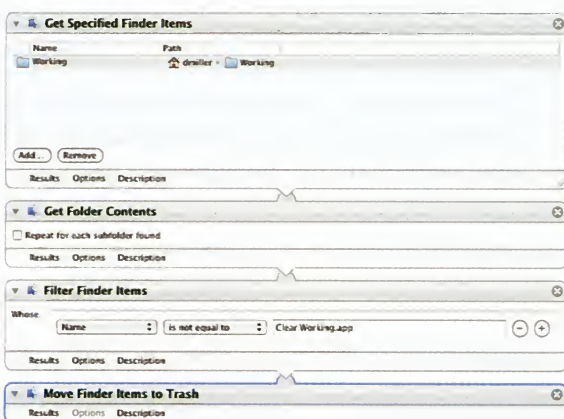 Get Specified Finder Items
Name Path
Working dmiller Working
Add... Remove
Results Options Description
Get Folder Contents
Repeat for each subfolder found
Results Options Description
Filter Finder Items
Whose
Name is not equal to Clear Working.app
Results Options Description
Move Finder Items to Trash
Results Options Description